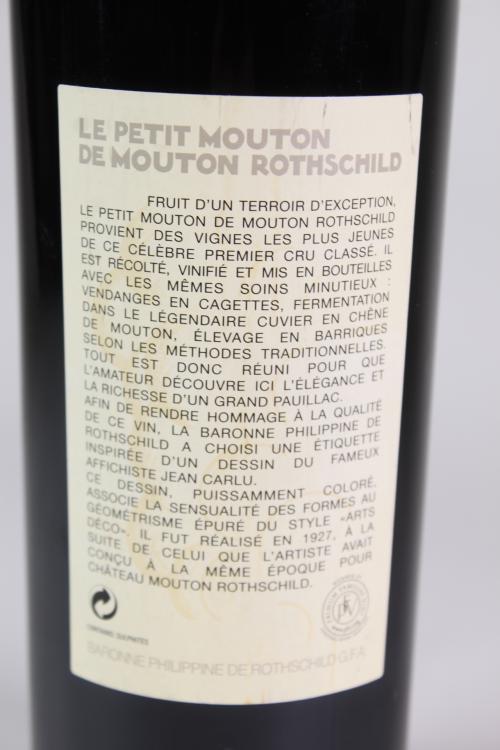 LE PETIT MOUTON
DE MOUTON ROTHSCHILD
FRUIT D'UN TERROIR D'EXCEPTION,
LE PETIT MOUTON DE MOUTON ROTHSCHILD
PROVIENT DES VIGNES LES PLUS JEUNES
DE CE CÉLÈBRE PREMIER CRU CLASSÉ. IL
EST RÉCOLTÉ, VINIFIÉ ET MIS EN BOUTEILLES
AVEC LES MÊMES SOINS MINUTIEUX :
VENDANGES EN CAGETTES, FERMENTATION
DANS LE LÉGENDAIRE CUVIER EN CHÊNE
DE MOUTON, ÉLEVAGE EN BARRIQUES
SELON LES MÉTHODES TRADITIONNELLES.
TOUT EST DONC RÉUNI POUR QUE
L'AMATEUR DÉCOUVRE ICI L'ÉLÉGANCE ET
LA RICHESSE D'UN GRAND PAUILLAC.
AFIN DE RENDRE HOMMAGE À LA QUALITÉ
DE CE VIN, LA BARONNE PHILIPPINE DE
ROTHSCHILD A CHOISI UNE ÉTIQUETTE
INSPIRÉE D'UN DESSIN DU FAMEUX
AFFICHISTE JEAN CARLU.
CE DESSIN, PUISSAMMENT COLORÉ,
ASSOCIE LA SENSUALITÉ DES FORMES AU
GÉOMÉTRISME ÉPURÉ DU STYLE «ARTS
DÉCO». IL FUT RÉALISÉ EN 1927, À LA
SUITE DE CELUI QUE L'ARTISTE AVAIT
CONÇU À LA MÊME ÉPOQUE POUR
CHÂTEAU MOUTON ROTHSCHILD.
CONTAINS SULPHITES
BARONNE PHILIPPINE DE ROTHSCHILD G.F.A.